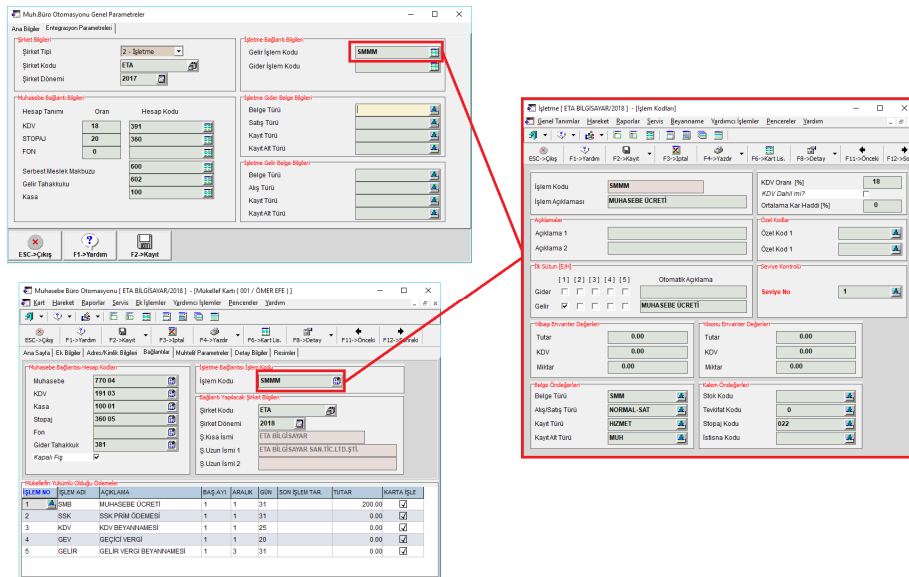 Muh.Büro Otomasyonu Genel Parametreler
Ana Bilgiler Entegrasyon Parametreleri
Şirket Bilgileri
Şirket Tipi 2 - İşletme
Şirket Kodu ETA
Şirket Dönemi 2017
İşletme Bağlantı Bilgileri
Gelir İşlem Kodu SMMM
Gider İşlem Kodu
Muhasebe Bağlantı Bilgileri
Hesap Tanımı Oran Hesap Kodu
KDV 18 391
STOPAJ 20 360
FON 0
Serbest Meslek Makbuzu 600
Gelir Tahakkuku 602
Kasa 100
İşletme Gider Belge Bilgileri
Belge Türü
Satış Türü
Kayıt Türü
Kayıt Alt Türü
İşletme Gelir Belge Bilgileri
Belge Türü
Alış Türü
Kayıt Türü
Kayıt Alt Türü
ESC->Çıkış F1->Yardım F2->Kayıt
Muhasebe Büro Otomasyonu [ ETA BİLGİSAYAR/2018 ] - [Mükellef Kartı ( 001 / ÖMER EFE ) ]
Kart Hareket Raporlar Servis Ek İşlemler Yardımcı İşlemler Pencereler Yardım
ESC->Çıkış F1->Yardım F2->Kayıt F3->İptal F4->Yazdır F6->Kart Lis. F8->Detay F11->Önceki F12->Sonraki
Ana Sayfa Ek Bilgiler Adres/Kimlik Bilgileri Bağlantılar Muhtelif Parametreler Detay Bilgiler Resimler
Muhasebe Bağlantısı Hesap Kodları
Muhasebe 770 04
KDV 191 03
Kasa 100 01
Stopaj 360 05
Fon
Gider Tahakkuk 381
Kapalı Fiş
İşletme Bağlantısı İşlem Kodu
İşlem Kodu SMMM
Bağlantı Yapılacak Şirket Bilgileri
Şirket Kodu ETA
Şirket Dönemi 2018
Ş.Kısa İsmi ETA BİLGİSAYAR
Ş.Uzun İsmi 1 ETA BİLGİSAYAR SAN.TİC.LTD.ŞTİ.
Ş.Uzun İsmi 2
Mükellefin Yükümlü Olduğu Ödemeler
İŞLEM NO İŞLEM ADI AÇIKLAMA BAŞ.AYI ARALIK GÜN SON İŞLEM TAR. TUTAR KARTA İŞLE
1 SMB MUHASEBE ÜCRETİ 1 1 31 200.00
2 SSK SSK PRİM ÖDEMESİ 1 1 31 0.00
3 KDV KDV BEYANNAMESİ 1 1 25 0.00
4 GEV GEÇİCİ VERGİ 1 1 20 0.00
5 GELİR GELİR VERGİ BEYANNAMESİ 1 3 31 0.00
İşletme [ ETA BİLGİSAYAR/2018 ] - [İşlem Kodları]
Genel Tanımlar Hareket Raporlar Servis Beyanname Yardımcı İşlemler Pencereler Yardım
ESC->Çıkış F1->Yardım F2->Kayıt F3->İptal F4->Yazdır F6->Kart Lis. F8->Detay F11->Önceki F12->So
İşlem Kodu SMMM
İşlem Açıklaması MUHASEBE ÜCRETİ
KDV Oranı [%] 18
KDV Dahil mi?
Ortalama Kar Haddi [%] 0
Açıklamalar
Açıklama 1
Açıklama 2
Özel Kodlar
Özel Kod 1
Özel Kod 1
İlk Sütun [E/H]
[1] [2] [3] [4] [5] Otomatik Açıklama
Gider
Gelir MUHASEBE ÜCRETİ
Seviye Kontrolü
Seviye No 1
Yılbaşı Envanter Değerleri
Tutar 0.00
KDV 0.00
Miktar 0.00
Yılsonu Envanter Değerleri
Tutar 0.00
KDV 0.00
Miktar 0.00
Belge Öndeğerleri
Belge Türü SMM
Alış/Satış Türü NORMAL-SAT
Kayıt Türü HİZMET
Kayıt Alt Türü MUH
Kalem Öndeğerleri
Stok Kodu
Tevkifat Kodu 0
Stopaj Kodu 022
İstisna Kodu